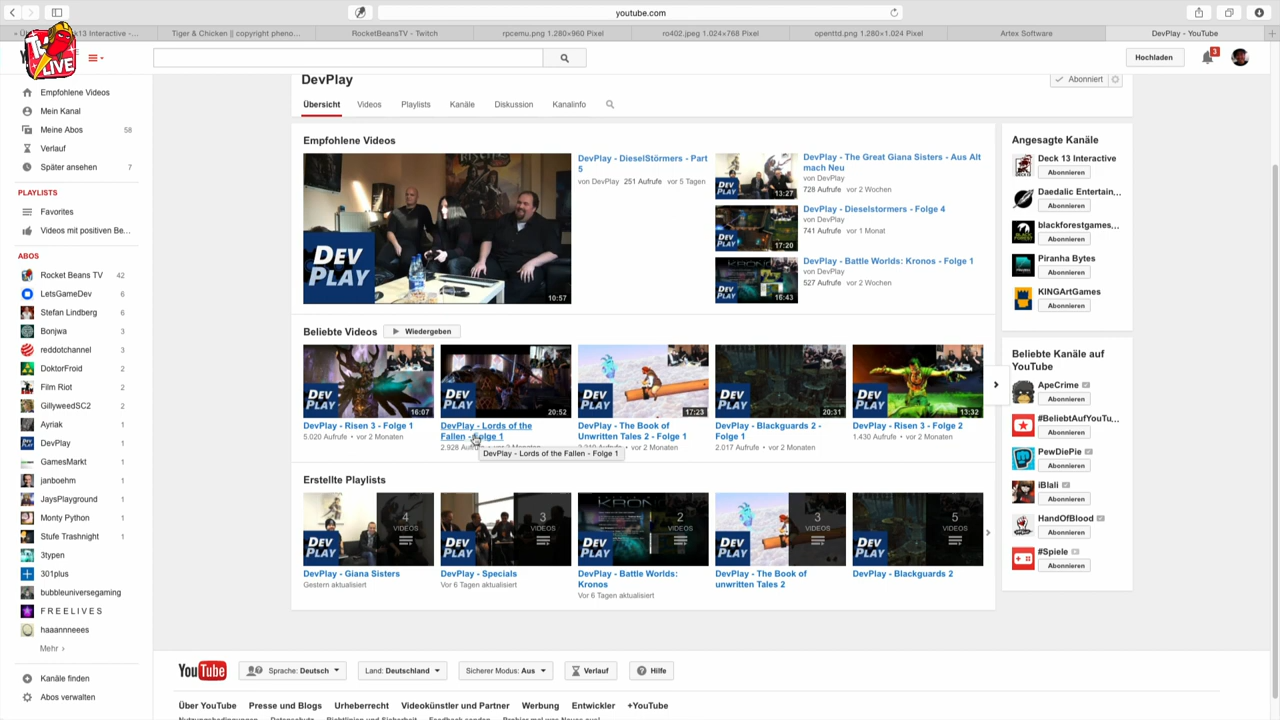 youtube.com
Tiger & Chicken || copyright pheno...
RocketBeansTV - Twitch
rpcemu.png 1.280×960 Pixel
ro402.jpeg 1.024×768 Pixel
openttd.png 1.280×1.024 Pixel
Artex Software
DevPlay - YouTube
LIVE
Hochladen
3
Empfohlene Videos
Mein Kanal
Meine Abos 58
Verlauf
Später ansehen 7
PLAYLISTS
Favorites
Videos mit positiven Be...
ABOS
Rocket Beans TV 42
LetsGameDev 6
Stefan Lindberg 6
Bonjwa 3
reddotchannel 3
DoktorFroid 2
Film Riot 2
GillyweedSC2 2
Ayriak 1
DevPlay 1
GamesMarkt 1
janboehm 1
JaysPlayground 1
Monty Python 1
Stufe Trashnight 1
3typen
301plus
bubbleuniversegaming
F R E E L I V E S
haaannneees
Mehr ›
Kanäle finden
Abos verwalten
DevPlay
Abonniert
Übersicht Videos Playlists Kanäle Diskussion Kanalinfo
Empfohlene Videos
DEV PLAY
10:57
DevPlay - DieselStörmers - Part
5
von DevPlay 251 Aufrufe vor 5 Tagen
13:27
DevPlay - The Great Giana Sisters - Aus Alt
mach Neu
von DevPlay
728 Aufrufe vor 2 Wochen
17:20
DevPlay - Dieselstormers - Folge 4
von DevPlay
741 Aufrufe vor 1 Monat
16:43
DevPlay - Battle Worlds: Kronos - Folge 1
von DevPlay
527 Aufrufe vor 2 Wochen
Beliebte Videos Wiedergeben
16:07
DevPlay - Risen 3 - Folge 1
5.020 Aufrufe • vor 2 Monaten
20:52
DevPlay - Lords of the
Fallen - Folge 1
DevPlay - Lords of the Fallen - Folge 1
17:23
DevPlay - The Book of
Unwritten Tales 2 - Folge 1
20:31
DevPlay - Blackguards 2 -
Folge 1
2.017 Aufrufe • vor 2 Monaten
13:32
DevPlay - Risen 3 - Folge 2
1.430 Aufrufe • vor 2 Monaten
Erstellte Playlists
4 VIDEOS
DevPlay - Giana Sisters
Gestern aktualisiert
3 VIDEOS
DevPlay - Specials
Vor 6 Tagen aktualisiert
2 VIDEOS
DevPlay - Battle Worlds:
Kronos
Vor 6 Tagen aktualisiert
3 VIDEOS
DevPlay - The Book of
unwritten Tales 2
5 VIDEOS
DevPlay - Blackguards 2
Angesagte Kanäle
Deck 13 Interactive
Abonnieren
Daedalic Entertain...
Abonnieren
blackforestgames...
Abonnieren
Piranha Bytes
Abonnieren
KINGArtGames
Abonnieren
Beliebte Kanäle auf
YouTube
ApeCrime
Abonnieren
#BeliebtAufYouTu...
Abonnieren
PewDiePie
Abonnieren
iBlali
Abonnieren
HandOfBlood
Abonnieren
#Spiele
Abonnieren
YouTube
Sprache: Deutsch
Land: Deutschland
Sicherer Modus: Aus
Verlauf
Hilfe
Über YouTube Presse und Blogs Urheberrecht Videokünstler und Partner Werbung Entwickler +YouTube